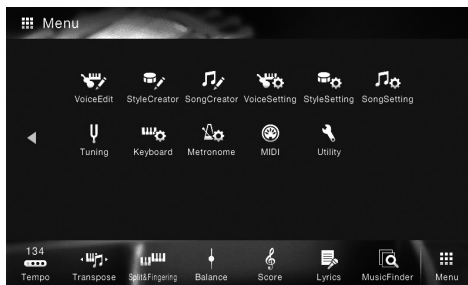 Menu
VoiceEdit StyleCreator SongCreator VoiceSetting StyleSetting SongSetting
Tuning Keyboard Metronome MIDI Utility
134
Tempo Transpose Split&Fingering Balance Score Lyrics MusicFinder Menu